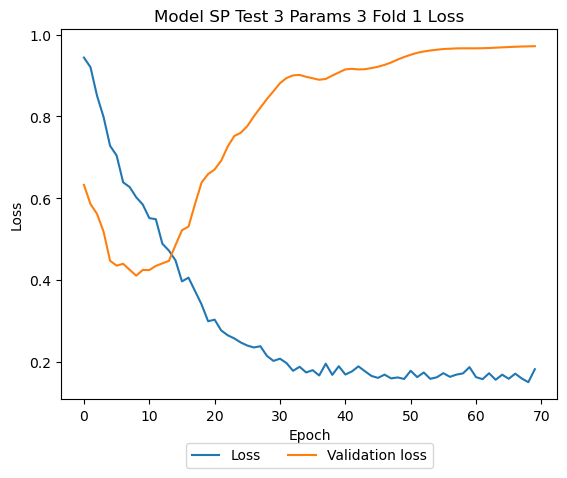 Model SP Test 3 Params 3 Fold 1 Loss
1.0
0.8
0.6
0.4
0.2
Loss
0 10 20 30 40 50 60 70
Epoch
Loss Validation loss